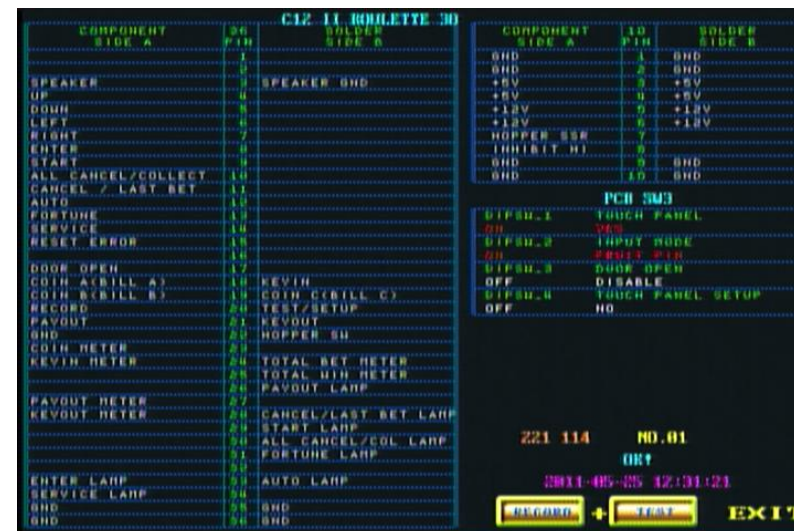 C12 II ROULETTE 3D
COMPONENT SIDE A 36 PIN SOLDER SIDE B
1
2
SPEAKER 3 SPEAKER GND
UP 4
DOWN 5
LEFT 6
RIGHT 7
ENTER 8
START 9
ALL CANCEL/COLLECT 10
CANCEL / LAST BET 11
AUTO 12
FORTUNE 13
SERVICE 14
RESET ERROR 15
16
DOOR OPEN 17
COIN A(BILL A) 18 KEYIN
COIN B(BILL B) 19 COIN C(BILL C)
RECORD 20 TEST/SETUP
PAYOUT 21 KEYOUT
GND 22 HOPPER SW
COIN METER 23
KEYIN METER 24 TOTAL BET METER
25 TOTAL WIN METER
26 PAYOUT LAMP
PAYOUT METER 27
KEYOUT METER 28 CANCEL/LAST BET LAMP
29 START LAMP
30 ALL CANCEL/COL LAMP
31 FORTUNE LAMP
32
ENTER LAMP 33 AUTO LAMP
SERVICE LAMP 34
GND 35 GND
GND 36 GND
COMPONENT SIDE A 10 PIN SOLDER SIDE B
GND 1 GND
GND 2 GND
+5V 3 +5V
+5V 4 +5V
+12V 5 +12V
+12V 6 +12V
HOPPER SSR 7
INHIBIT HI 8
GND 9 GND
GND 10 GND
PCB SW3
DIPSW_1 TOUCH PANEL
ON YES
DIPSW_2 INPUT MODE
ON FRUIT PIN
DIPSW_3 DOOR OPEN
OFF DISABLE
DIPSW_4 TOUCH PANEL SETUP
OFF NO
221 114 NO.01
OK!
2011-05-25 12:31:21
RECORD + TEST EXIT